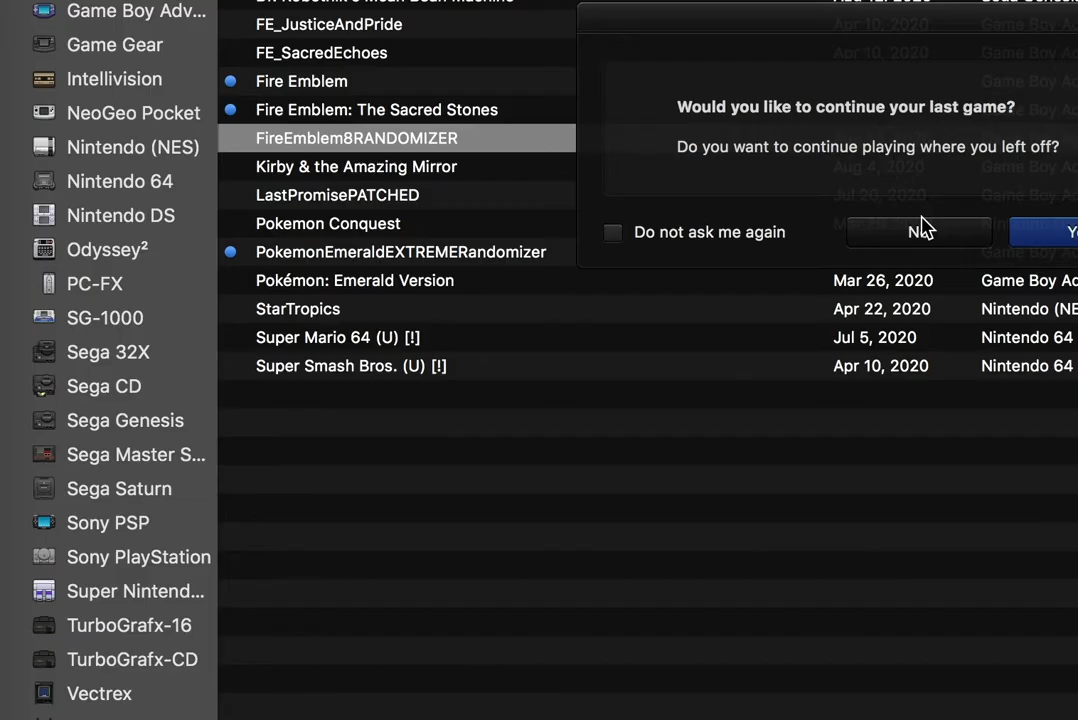 Game Boy Adv...
Game Gear
Intellivision
NeoGeo Pocket
Nintendo (NES)
Nintendo 64
Nintendo DS
Odyssey²
PC-FX
SG-1000
Sega 32X
Sega CD
Sega Genesis
Sega Master S...
Sega Saturn
Sony PSP
Sony PlayStation
Super Nintend...
TurboGrafx-16
TurboGrafx-CD
Vectrex
FE_JusticeAndPride
FE_SacredEchoes
Fire Emblem
Fire Emblem: The Sacred Stones
FireEmblem8RANDOMIZER
Kirby & the Amazing Mirror
LastPromisePATCHED
Pokemon Conquest
PokemonEmeraldEXTREMERandomizer
Pokémon: Emerald Version Mar 26, 2020 Game Boy Ad
StarTropics Apr 22, 2020 Nintendo (NE
Super Mario 64 (U) [!] Jul 5, 2020 Nintendo 64
Super Smash Bros. (U) [!] Apr 10, 2020 Nintendo 64
Would you like to continue your last game?
Do you want to continue playing where you left off?
Do not ask me again